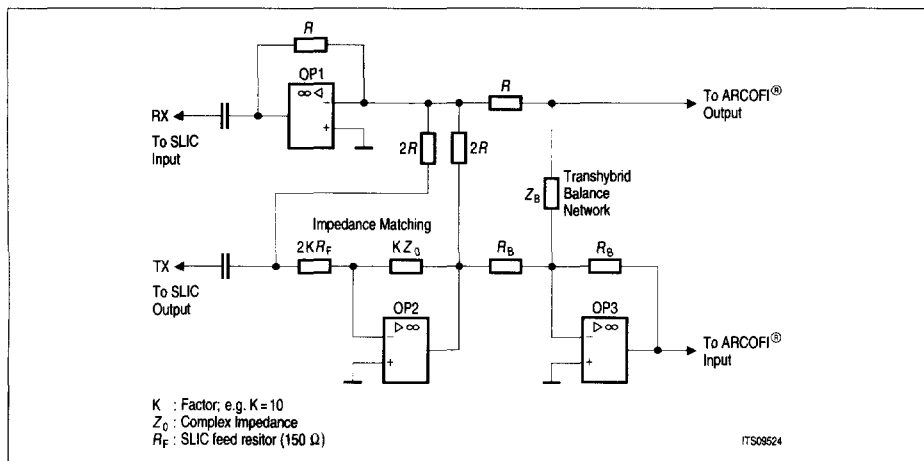 R
OP1
∞ ◁
−
+
R
RX
To SLIC
Input
To ARCOFI®
Output
2R
2R
Z_B
Transhybrid
Balance
Network
Impedance Matching
TX
To SLIC
Output
2KR_F
KZ_0
R_B
R_B
OP2
▷ ∞
−
+
OP3
▷ ∞
−
+
To ARCOFI®
Input
K : Factor; e.g. K = 10
Z_0 : Complex Impedance
R_F : SLIC feed resitor (150 Ω)
ITS09524